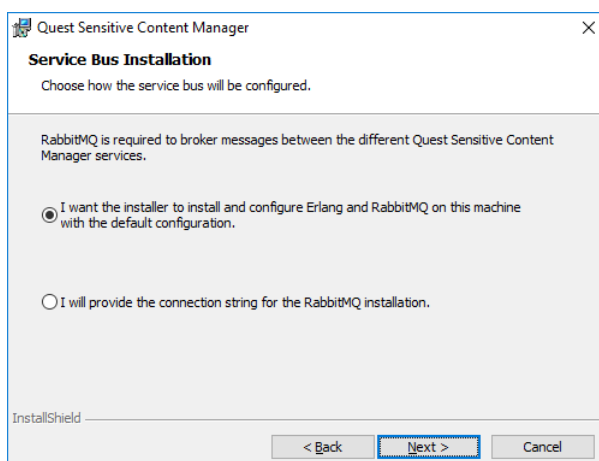 Quest Sensitive Content Manager
Service Bus Installation
Choose how the service bus will be configured.
RabbitMQ is required to broker messages between the different Quest Sensitive Content
Manager services.
I want the installer to install and configure Erlang and RabbitMQ on this machine
with the default configuration.
I will provide the connection string for the RabbitMQ installation.
InstallShield
< Back
Next >
Cancel